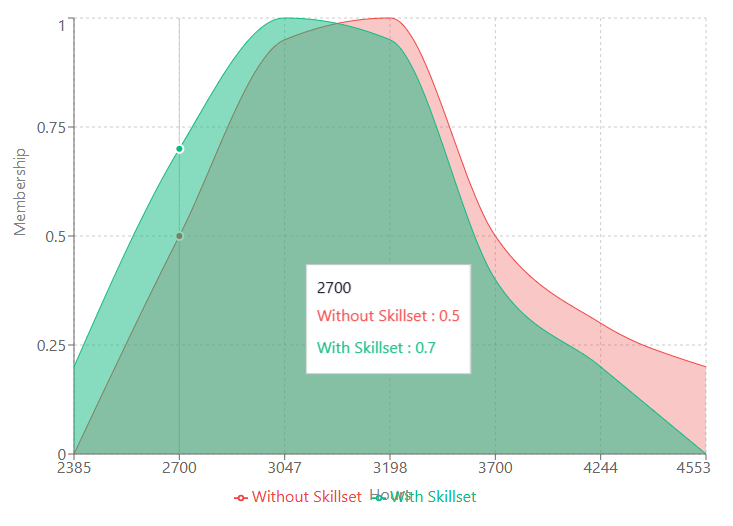 1
0.75
Membership
0.5
2700
Without Skillset : 0.5
With Skillset : 0.7
0.25
0
2385 2700 3047 3198 3700 4244 4553
Hours
Without Skillset With Skillset